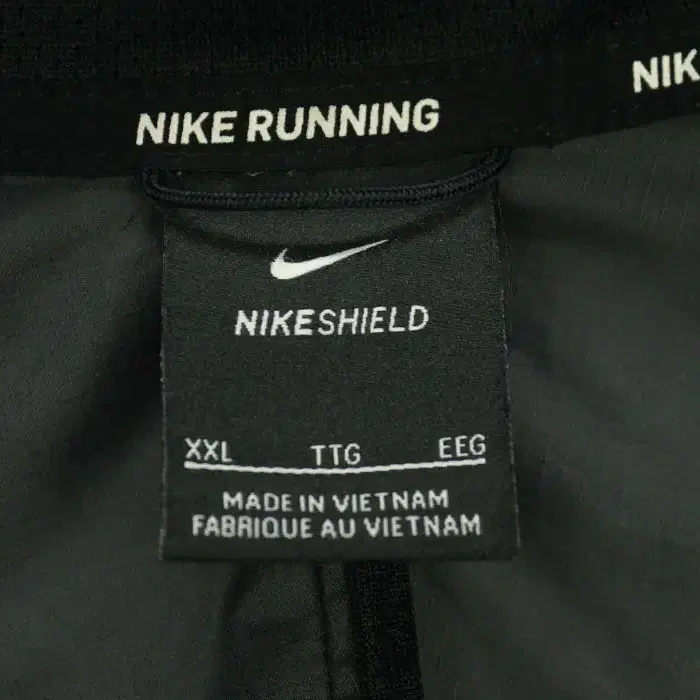 NIKE RUNNING
NIK
NIKESHIELD
XXL TTG EEG
MADE IN VIETNAM
FABRIQUE AU VIETNAM